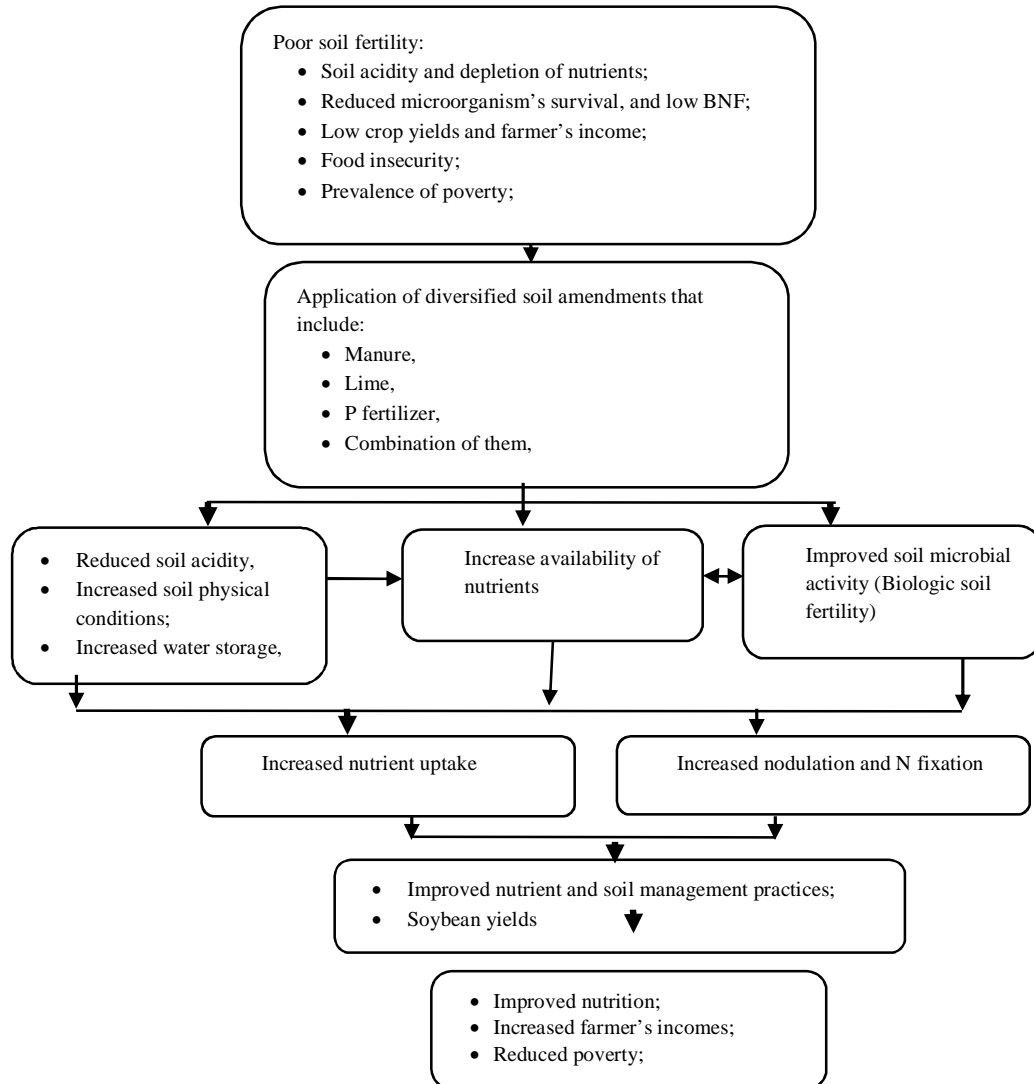 Poor soil fertility:
• Soil acidity and depletion of nutrients;
• Reduced microorganism’s survival, and low BNF;
• Low crop yields and farmer’s income;
• Food insecurity;
• Prevalence of poverty;
Application of diversified soil amendments that
include:
• Manure,
• Lime,
• P fertilizer,
• Combination of them,
• Reduced soil acidity,
• Increased soil physical
conditions;
• Increased water storage,
Increase availability of
nutrients
Improved soil microbial
activity (Biologic soil
fertility)
Increased nutrient uptake
Increased nodulation and N fixation
• Improved nutrient and soil management practices;
• Soybean yields
• Improved nutrition;
• Increased farmer’s incomes;
• Reduced poverty;